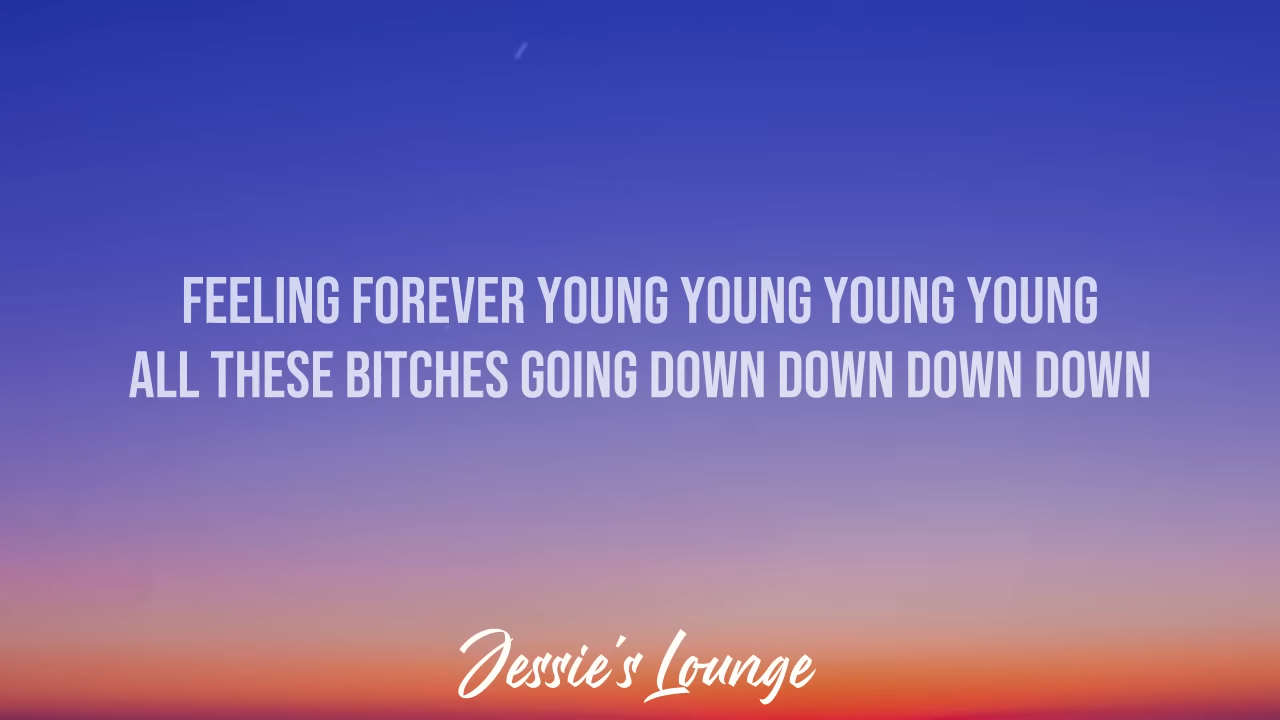 FEELING FOREVER YOUNG YOUNG YOUNG YOUNG
ALL THESE BITCHES GOING DOWN DOWN DOWN DOWN
Jessie's Lounge